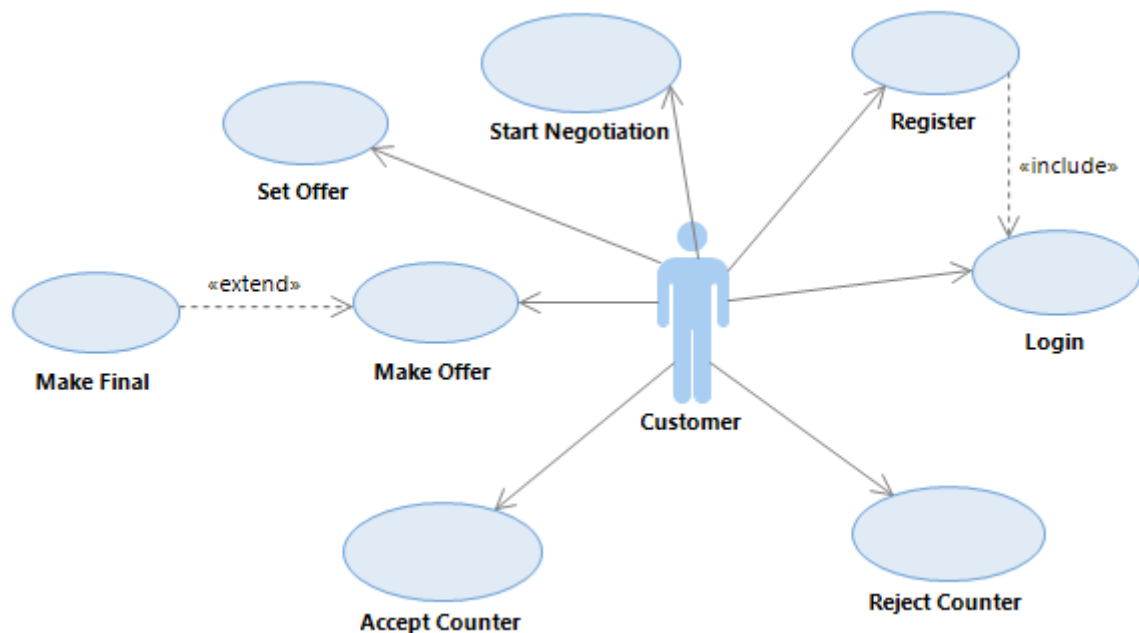 Register
Start Negotiation
«include»
Set Offer
«extend»
Login
Make Offer
Make Final
Customer
Reject Counter
Accept Counter